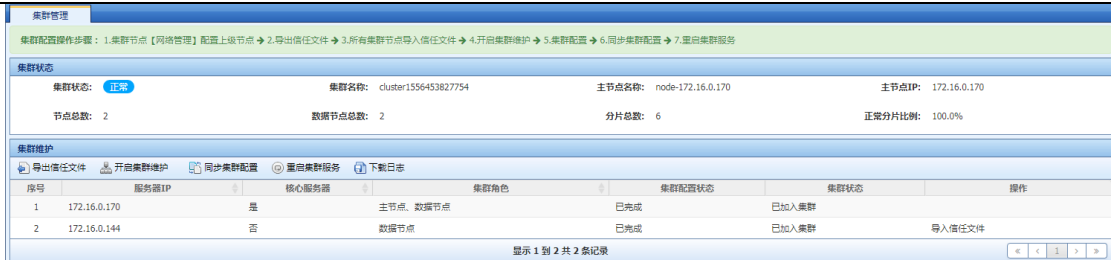 集群管理
集群配置操作步骤：1.集群节点【网络管理】配置上级节点 → 2.导出信任文件 → 3.所有集群节点导入信任文件 → 4.开启集群维护 → 5.集群配置 → 6.同步集群配置 → 7.重启集群服务
集群状态
集群状态: 正常 集群名称: cluster1556453827754 主节点名称: node-172.16.0.170 主节点IP: 172.16.0.170
节点总数: 2 数据节点总数: 2 分片总数: 6 正常分片比例: 100.0%
集群维护
导出信任文件 开启集群维护 同步集群配置 重启集群服务 下载日志
序号 服务器IP 核心服务器 集群角色 集群配置状态 集群状态 操作
1 172.16.0.170 是 主节点、数据节点 已完成 已加入集群
2 172.16.0.144 否 数据节点 已完成 已加入集群 导入信任文件
显示 1 到 2 共 2 条记录 « ‹ 1 › »